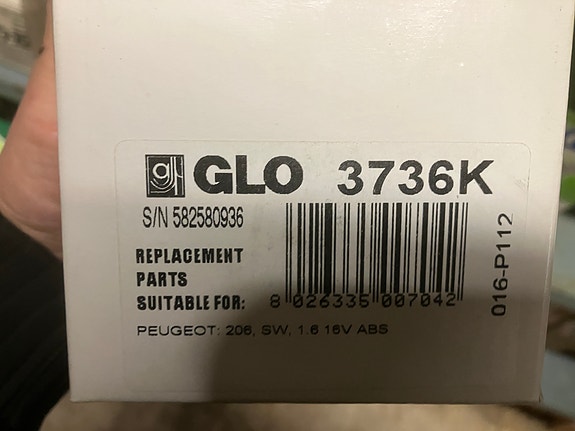 GLO 3736K
S/N 582580936
REPLACEMENT
PARTS
SUITABLE FOR:
8 026335 007042
PEUGEOT: 206, SW, 1.6 16V ABS
016-P112